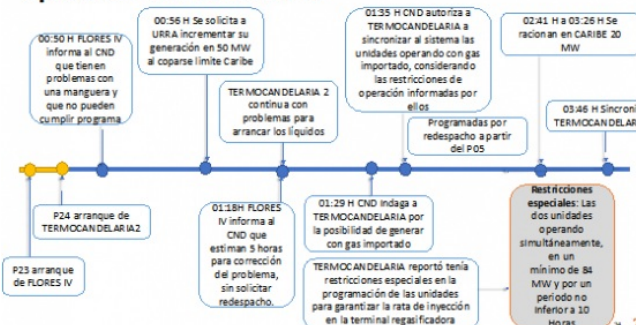 00:50 H FLORES IV
informa al CND
que tienen
problemas con
una manguera y
que no pueden
cumplir programa
00:56 H Se solicita a
URRA incrementar su
generación en 50 MW
al coparse limite Caribe
TERMOCANDELARIA 2
continua con
problemas para
arrancar los líquidos
01:35 H CND autoriza a
TERMOCANDELARIA a
sincronizar al sistema las
unidades operando con gas
importado, considerando
las restricciones de
operación informadas por
ellos
Programadas por
redespacho a partir
del P05
02:41 H a 03:26 H Se
racionan en CARIBE 20
MW
03:46 H Sincroni
TERMOCANDELAR
P23 arranque
de FLORES IV
P24 arranque de
TERMOCANDELARIA2
01:18H FLORES
IV informa al
CND que
estiman 5 horas
para corrección
del problema,
sin solicitar
redespacho.
01:29 H CND indaga a
TERMOCANDELARIA por
la posibilidad de generar
con gas importado
TERMOCANDELARIA reportó tenía
restricciones especiales en la
programación de las unidades
para garantizar la rata de inyección
en la terminal regasificadora
Restricciones
especiales: Las
dos unidades
operando
simultáneamente,
en un
mínimo de 84
MW y por un
periodo no
inferior a 10
Horas